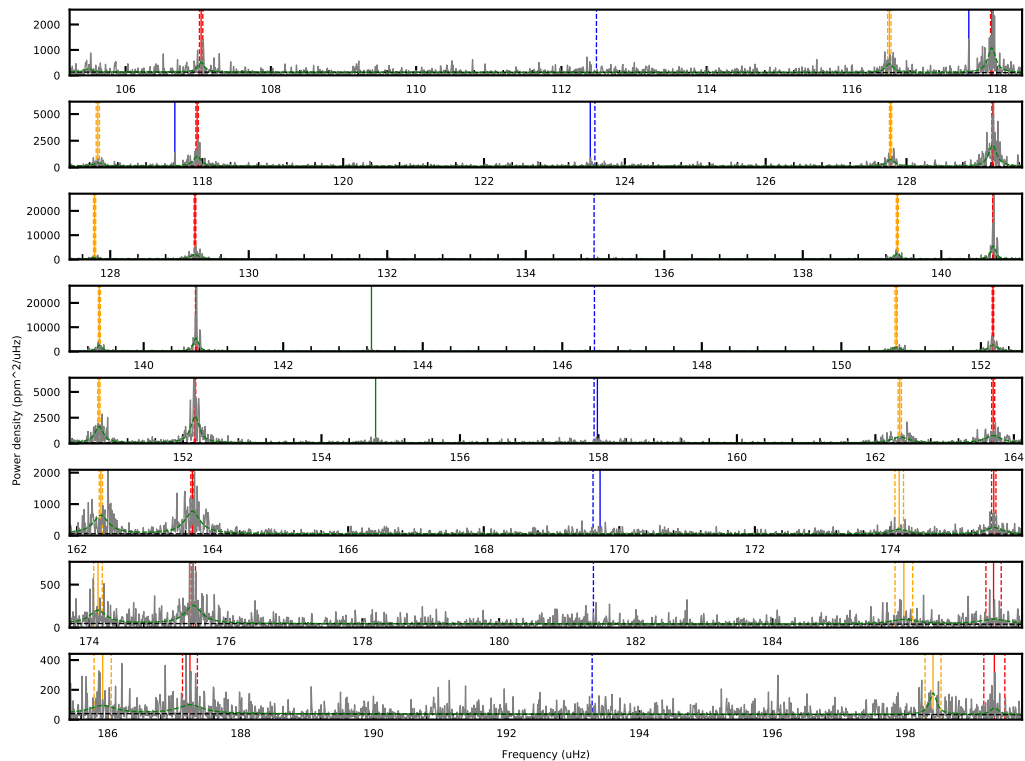 2000
1000
0
106 108 110 112 114 116 118
5000
2500
0
118 120 122 124 126 128
20000
10000
0
128 130 132 134 136 138 140
20000
10000
0
140 142 144 146 148 150 152
5000
2500
0
152 154 156 158 160 162 164
2000
1000
0
162 164 166 168 170 172 174
500
0
174 176 178 180 182 184 186
400
200
0
186 188 190 192 194 196 198
Power density (ppm^2/uHz)
Frequency (uHz)